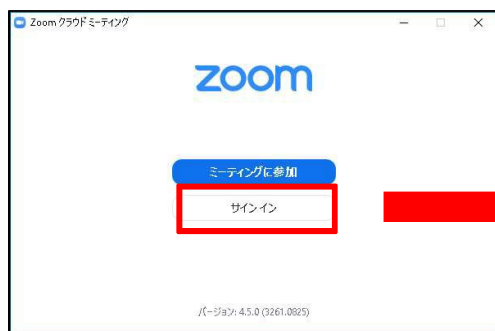 Zoom クラウド ミーティング
zoom
ミーティングに参加
サインイン
バージョン: 4.5.0 (3261.0825)